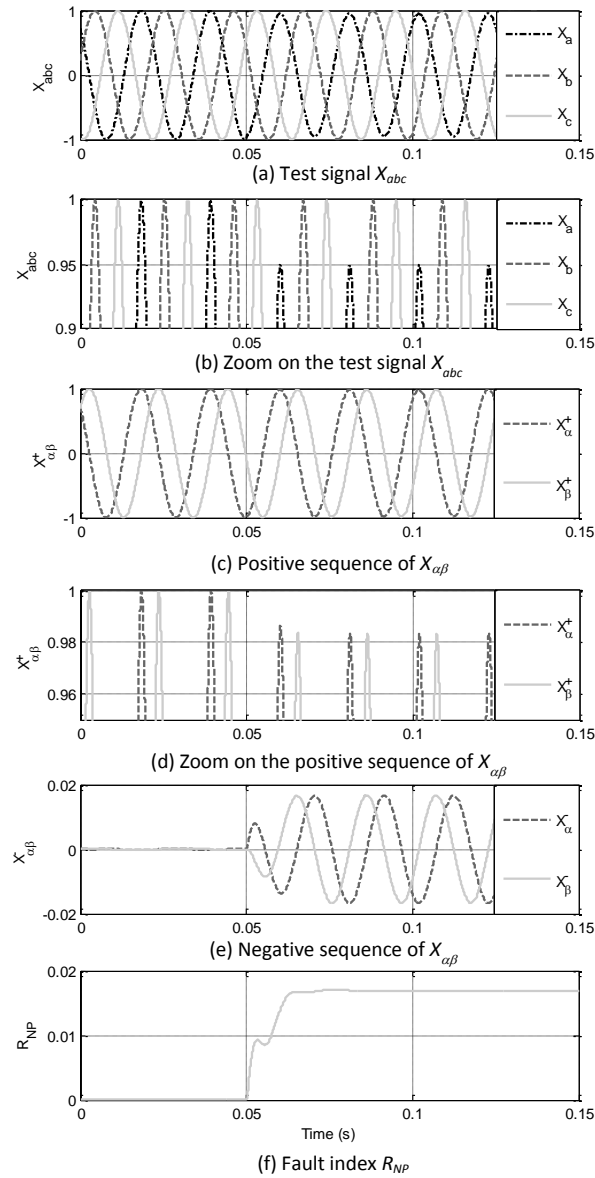 1
0
-1
X_abc
0
0.05
0.1
0.15
X_a
X_b
X_c
(a) Test signal X_abc
1
0.95
0.9
X_abc
0
0.05
0.1
0.15
X_a
X_b
X_c
(b) Zoom on the test signal X_abc
1
0
-1
X⁺_αβ
0
0.05
0.1
0.15
X⁺_α
X⁺_β
(c) Positive sequence of X_αβ
1
0.98
0.96
X⁺_αβ
0
0.05
0.1
0.15
X⁺_α
X⁺_β
(d) Zoom on the positive sequence of X_αβ
0.02
0
-0.02
X⁻_αβ
0
0.05
0.1
0.15
X⁻_α
X⁻_β
(e) Negative sequence of X_αβ
0.02
0.01
0
R_NP
0
0.05
0.1
0.15
Time (s)
(f) Fault index R_NP